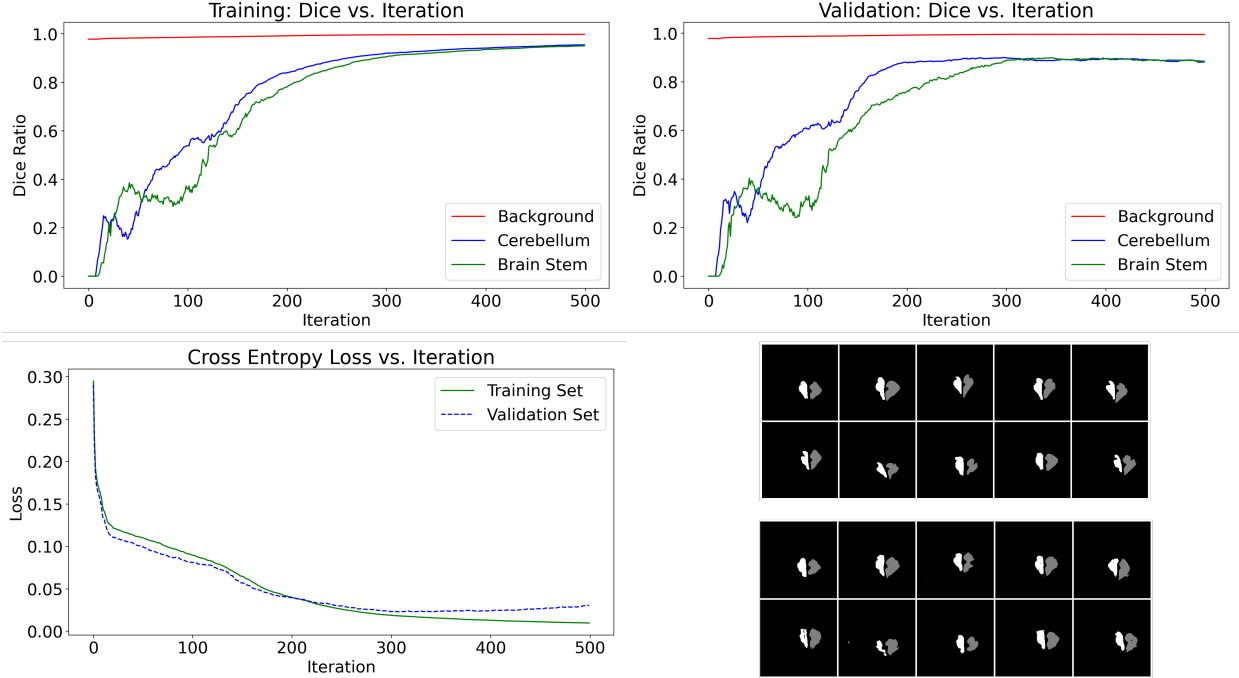 Training: Dice vs. Iteration
1.0
0.8
0.6
0.4
0.2
0.0
Dice Ratio
Background
Cerebellum
Brain Stem
0 100 200 300 400 500
Iteration
Validation: Dice vs. Iteration
1.0
0.8
0.6
0.4
0.2
0.0
Dice Ratio
Background
Cerebellum
Brain Stem
0 100 200 300 400 500
Iteration
Cross Entropy Loss vs. Iteration
0.30
0.25
0.20
0.15
0.10
0.05
0.00
Loss
Training Set
Validation Set
0 100 200 300 400 500
Iteration